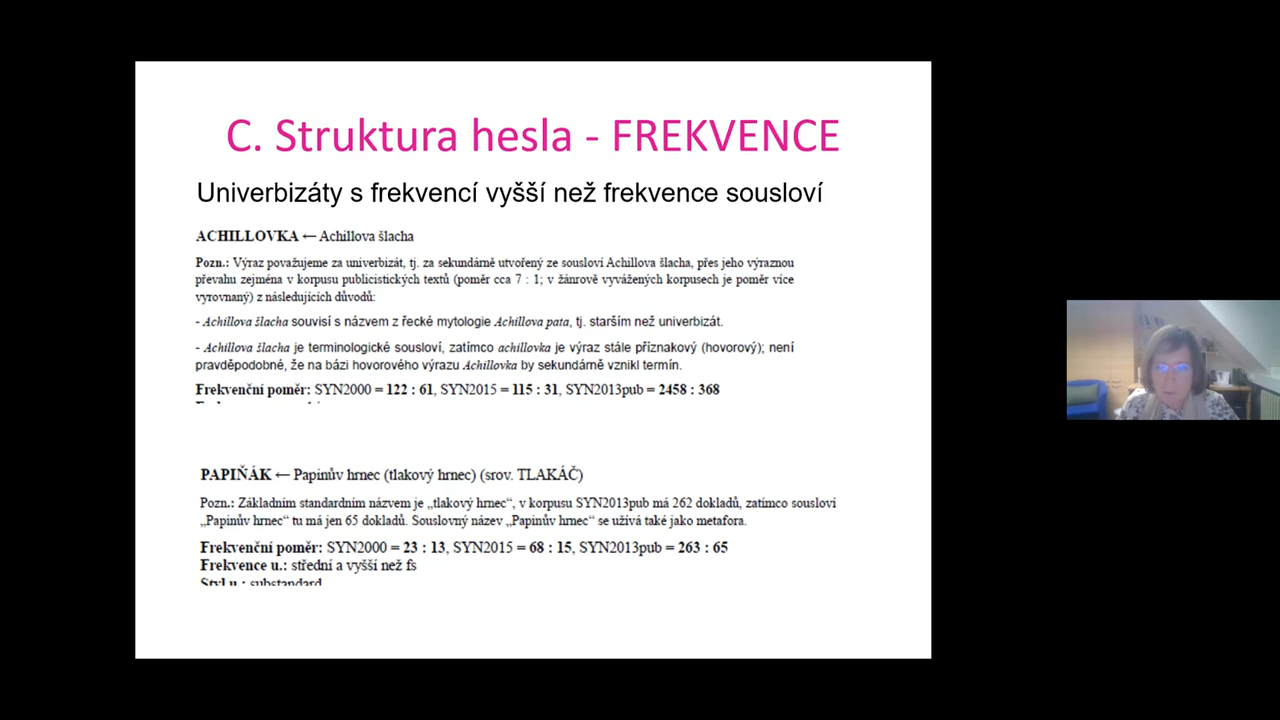 C. Struktura hesla - FREKVENCE
Univerbizáty s frekvencí vyšší než frekvence sousloví
ACHILLOVKA ← Achillova šlacha
Pozn.: Výraz považujeme za univerbizát, tj. za sekundárně utvořený ze sousloví Achillova šlacha, přes jeho výraznou
převahu zejména v korpusu publicistických textů (poměr cca 7 : 1; v žánrově vyvážených korpusech je poměr více
vyrovnaný) z následujících důvodů:
- Achillova šlacha souvisí s názvem z řecké mytologie Achillova pata, tj. starším než univerbizát.
- Achillova šlacha je terminologické sousloví, zatímco achillovka je výraz stále příznakový (hovorový); není
pravděpodobné, že na bázi hovorového výrazu Achillovka by sekundárně vznikl termín.
Frekvenční poměr: SYN2000 = 122 : 61, SYN2015 = 115 : 31, SYN2013pub = 2458 : 368
PAPIŇÁK ← Papinův hrnec (tlakový hrnec) (srov. TLAKÁČ)
Pozn.: Základním standardním názvem je „tlakový hrnec“, v korpusu SYN2013pub má 262 dokladů, zatímco sousloví
„Papinův hrnec“ tu má jen 65 dokladů. Souslovný název „Papinův hrnec“ se užívá také jako metafora.
Frekvenční poměr: SYN2000 = 23 : 13, SYN2015 = 68 : 15, SYN2013pub = 263 : 65
Frekvence u.: střední a vyšší než fs
Styl u.: substandard